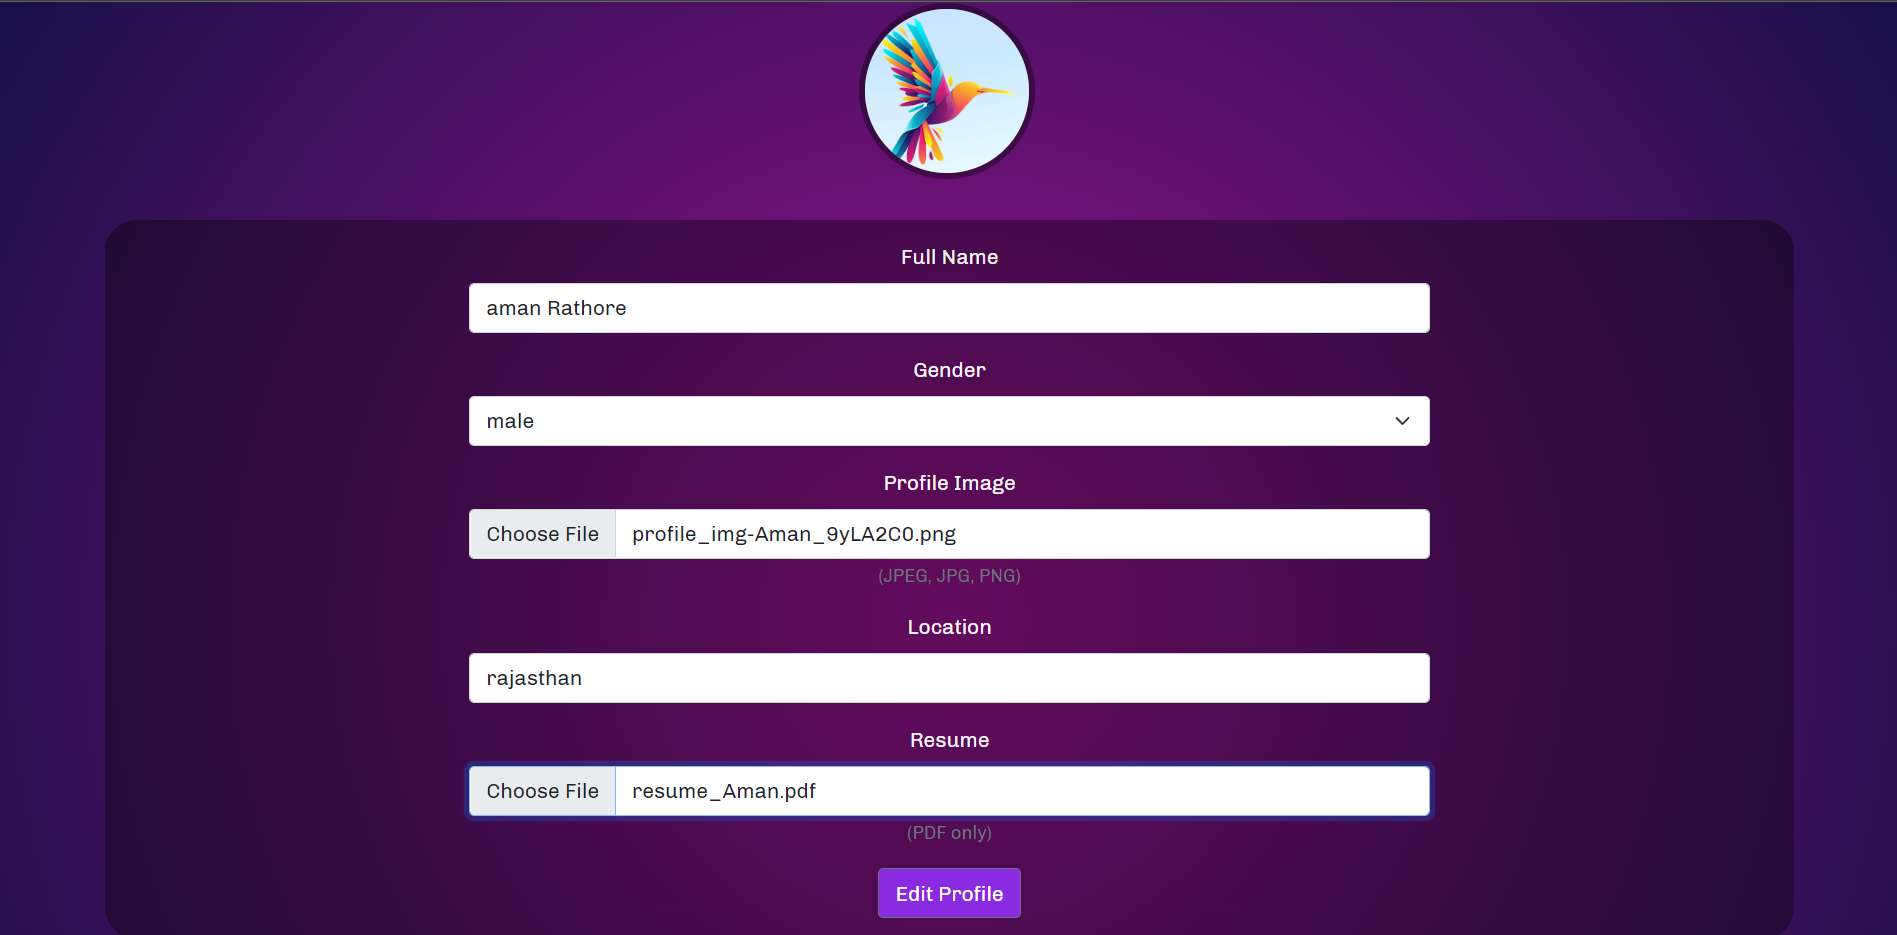 Full Name
aman Rathore
Gender
male
Profile Image
Choose File profile_img-Aman_9yLA2C0.png
(JPEG, JPG, PNG)
Location
rajasthan
Resume
Choose File resume_Aman.pdf
(PDF only)
Edit Profile